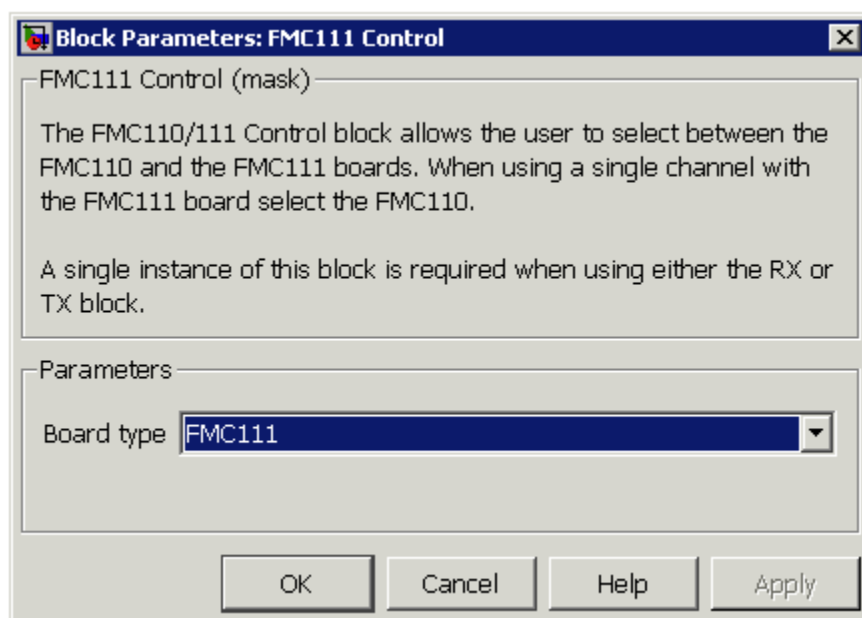 Block Parameters: FMC111 Control
FMC111 Control (mask)
The FMC110/111 Control block allows the user to select between the
FMC110 and the FMC111 boards. When using a single channel with
the FMC111 board select the FMC110.
A single instance of this block is required when using either the RX or
TX block.
Parameters
Board type FMC111
OK Cancel Help Apply